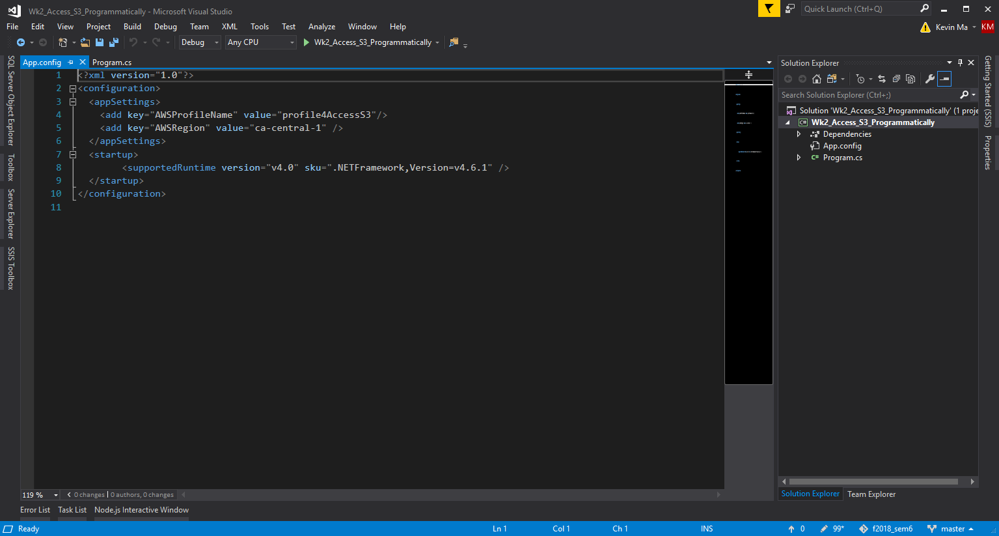 Wk2_Access_S3_Programmatically - Microsoft Visual Studio
Quick Launch (Ctrl+Q)
File Edit View Project Build Debug Team XML Tools Test Analyze Window Help
Kevin Ma KM
Debug Any CPU Wk2_Access_S3_Programmatically
App.config Program.cs
1 <?xml version="1.0"?>
2 <configuration>
3 <appSettings>
4 <add key="AWSProfileName" value="profile4AccessS3"/>
5 <add key="AWSRegion" value="ca-central-1" />
6 </appSettings>
7 <startup>
8 <supportedRuntime version="v4.0" sku=".NETFramework,Version=v4.6.1" />
9 </startup>
10 </configuration>
11
SQL Server Object Explorer
Toolbox
Server Explorer
SSIS Toolbox
Solution Explorer
Search Solution Explorer (Ctrl+;)
Solution 'Wk2_Access_S3_Programmatically' (1 proje
C# Wk2_Access_S3_Programmatically
Dependencies
App.config
C# Program.cs
Getting Started (SSIS)
Properties
119 % 0 changes | 0 authors, 0 changes
Solution Explorer Team Explorer
Error List Task List Node.js Interactive Window
Ready Ln 1 Col 1 Ch 1 INS 0 99* f2018_sem6 master